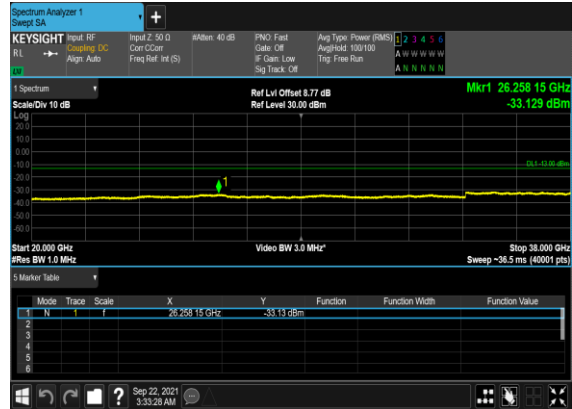 Spectrum Analyzer 1
Swept SA
KEYSIGHT Input: RF Input Z: 50 Ω #Atten: 40 dB PNO: Fast Avg Type: Power (RMS) 1 2 3 4 5 6
RL Coupling: DC Corr CCorr Gate: Off Avg|Hold: 100/100 A W W W W W
Align: Auto Freq Ref: Int (S) IF Gain: Low Trig: Free Run
Sig Track: Off A N N N N N
1 Spectrum Ref Lvl Offset 8.77 dB Mkr1 26.258 15 GHz
Scale/Div 10 dB Ref Level 30.00 dBm -33.129 dBm
Log
20.0
10.0
0.00
-10.0 DL1 -13.00 dBm
-20.0
-30.0 1
-40.0
-50.0
-60.0
Start 20.000 GHz Video BW 3.0 MHz* Stop 38.000 GHz
#Res BW 1.0 MHz Sweep ~36.5 ms (40001 pts)
5 Marker Table
Mode Trace Scale X Y Function Function Width Function Value
1 N 1 f 26.258 15 GHz -33.13 dBm
2
3
4
5
6
Sep 22, 2021
3:33:28 AM